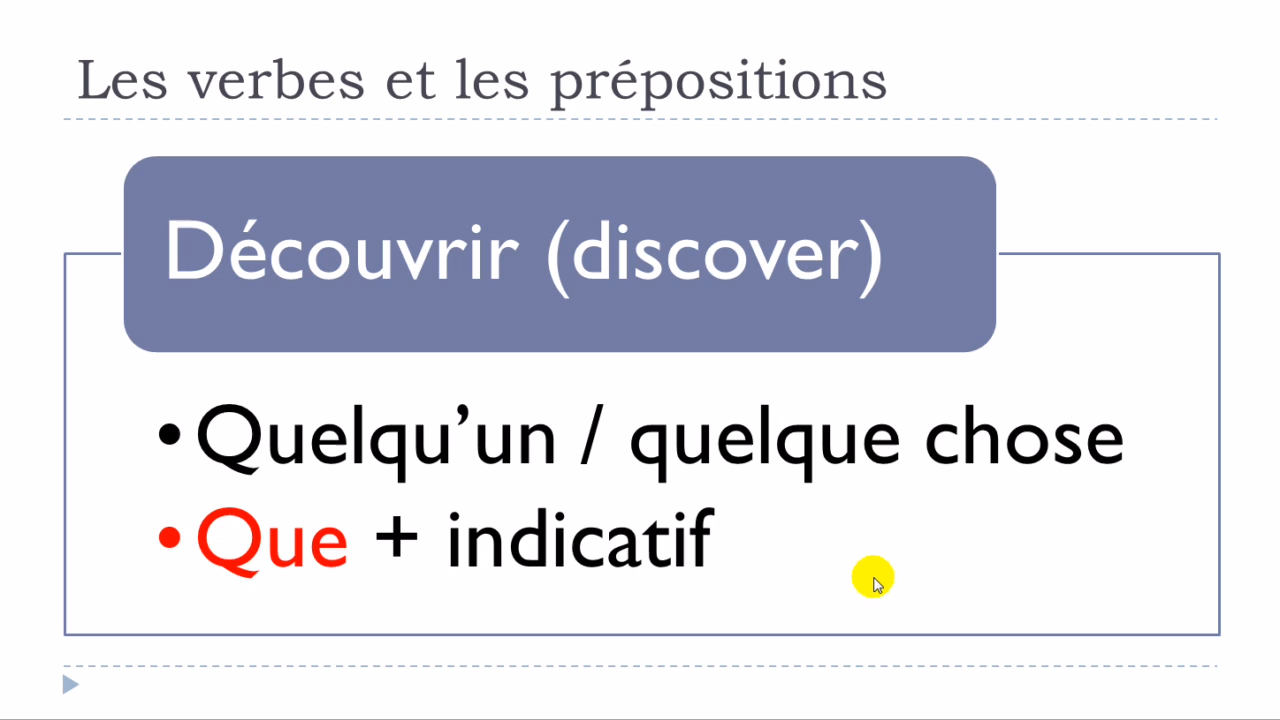 Les verbes et les prépositions
Découvrir (discover)
•Quelqu’un / quelque chose
•Que + indicatif